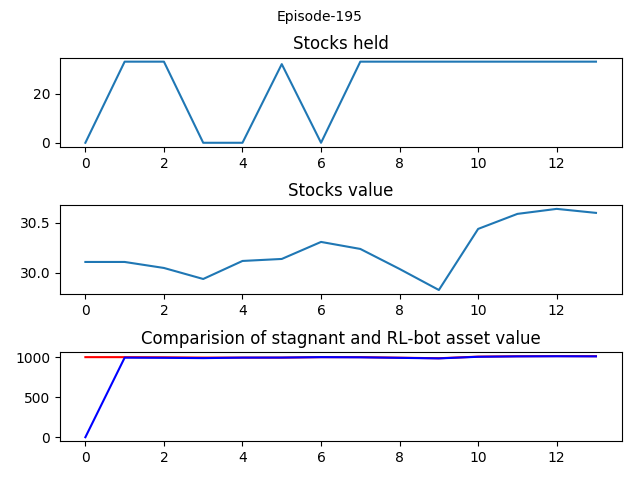 Episode-195
Stocks held
20
0
0 2 4 6 8 10 12
Stocks value
30.5
30.0
0 2 4 6 8 10 12
Comparision of stagnant and RL-bot asset value
1000
500
0
0 2 4 6 8 10 12